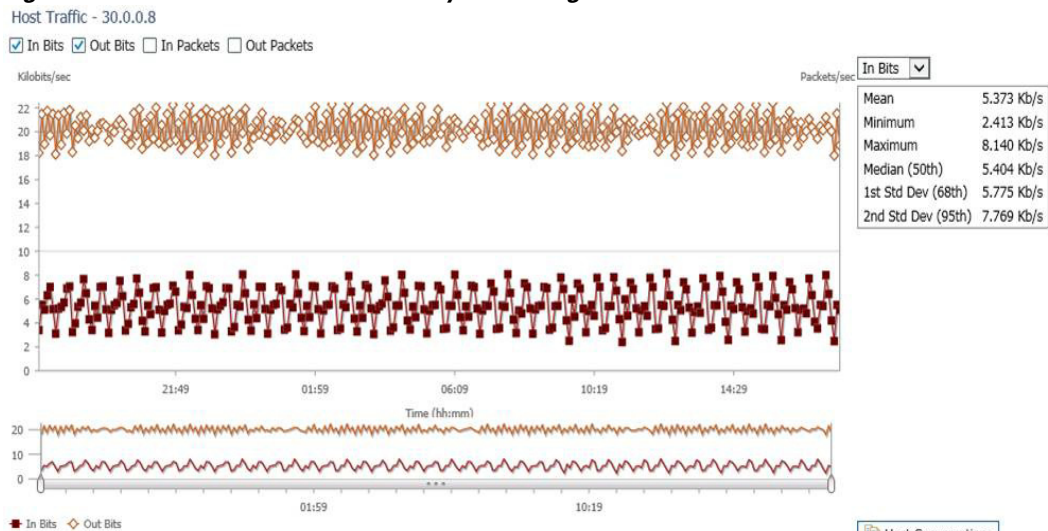 Host Traffic - 30.0.0.8
In Bits Out Bits In Packets Out Packets
Kilobits/sec
Packets/sec
In Bits
Mean 5.373 Kb/s
Minimum 2.413 Kb/s
Maximum 8.140 Kb/s
Median (50th) 5.404 Kb/s
1st Std Dev (68th) 5.775 Kb/s
2nd Std Dev (95th) 7.769 Kb/s
22
20
18
16
14
12
10
8
6
4
2
0
21:49 01:59 06:09 10:19 14:29
Time (hh:mm)
20
10
0
01:59 10:19
In Bits Out Bits